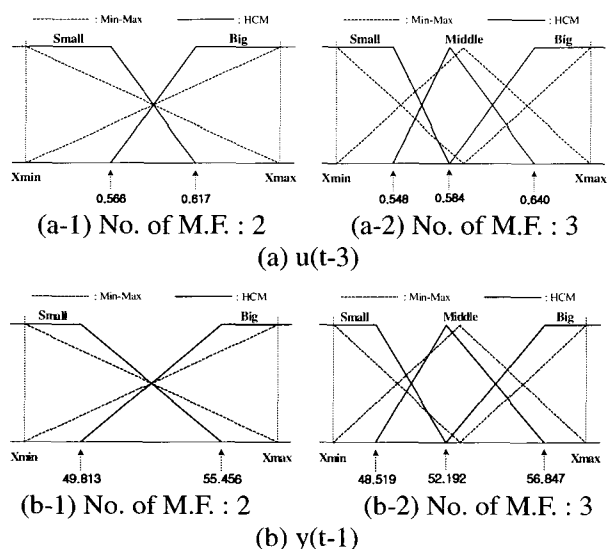 -------- : Min-Max ——— : HCM
Small Big
Xmin Xmax
0.566 0.617
(a-1) No. of M.F. : 2
-------- : Min-Max ——— : HCM
Small Middle Big
Xmin Xmax
0.548 0.584 0.640
(a-2) No. of M.F. : 3
(a) u(t-3)
-------- : Min-Max ——— : HCM
Small Big
Xmin Xmax
49.813 55.456
(b-1) No. of M.F. : 2
-------- : Min-Max ——— : HCM
Small Middle Big
Xmin Xmax
48.519 52.192 56.847
(b-2) No. of M.F. : 3
(b) y(t-1)